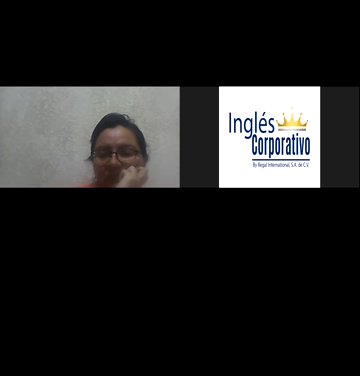 Inglés
Corporativo
By Regal International, S.A. de C.V.